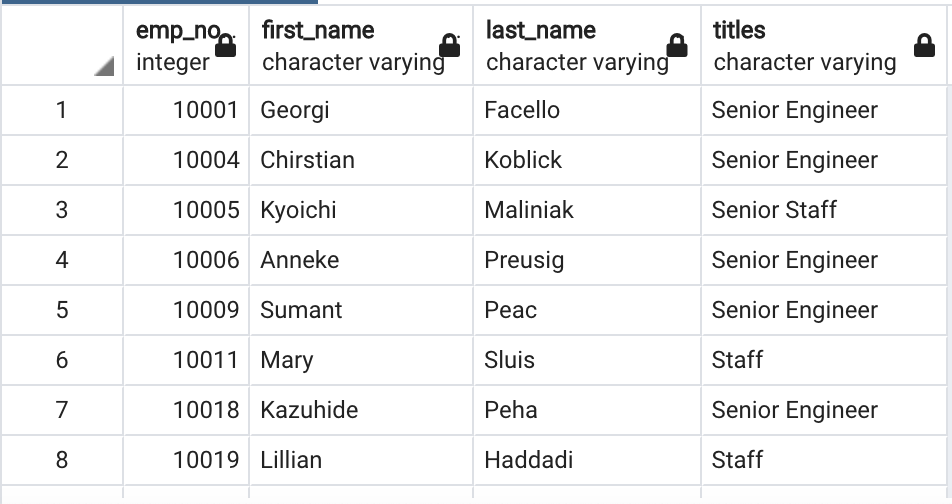 emp_no first_name last_name titles
integer character varying character varying character varying
1 10001 Georgi Facello Senior Engineer
2 10004 Chirstian Koblick Senior Engineer
3 10005 Kyoichi Maliniak Senior Staff
4 10006 Anneke Preusig Senior Engineer
5 10009 Sumant Peac Senior Engineer
6 10011 Mary Sluis Staff
7 10018 Kazuhide Peha Senior Engineer
8 10019 Lillian Haddadi Staff